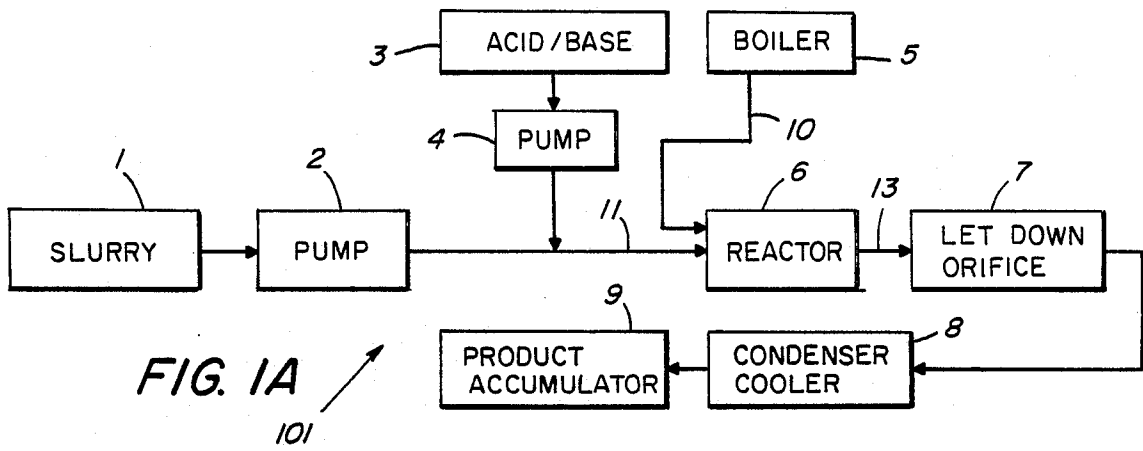 3
ACID/BASE
BOILER
5
10
4
PUMP
1
2
6
7
11
13
SLURRY
PUMP
REACTOR
LET DOWN
ORIFICE
9
8
PRODUCT
ACCUMULATOR
CONDENSER
COOLER
FIG. 1A
101